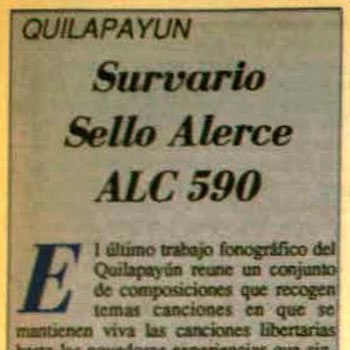 QUILAPAYUN
Survario
Sello Alerce
ALC 590
El último trabajo fonográfico del
Quilapayún reune un conjunto
de composiciones que recogen
temas canciones en que se
mantienen viva las canciones libertarias